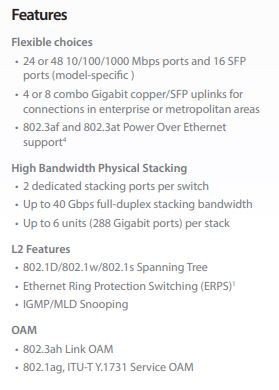 Features
Flexible choices
• 24 or 48 10/100/1000 Mbps ports and 16 SFP
ports (model-specific )
• 4 or 8 combo Gigabit copper/SFP uplinks for
connections in enterprise or metropolitan areas
• 802.3af and 802.3at Power Over Ethernet
support⁴
High Bandwidth Physical Stacking
• 2 dedicated stacking ports per switch
• Up to 40 Gbps full-duplex stacking bandwidth
• Up to 6 units (288 Gigabit ports) per stack
L2 Features
• 802.1D/802.1w/802.1s Spanning Tree
• Ethernet Ring Protection Switching (ERPS)¹
• IGMP/MLD Snooping
OAM
• 802.3ah Link OAM
• 802.1ag, ITU-T Y.1731 Service OAM